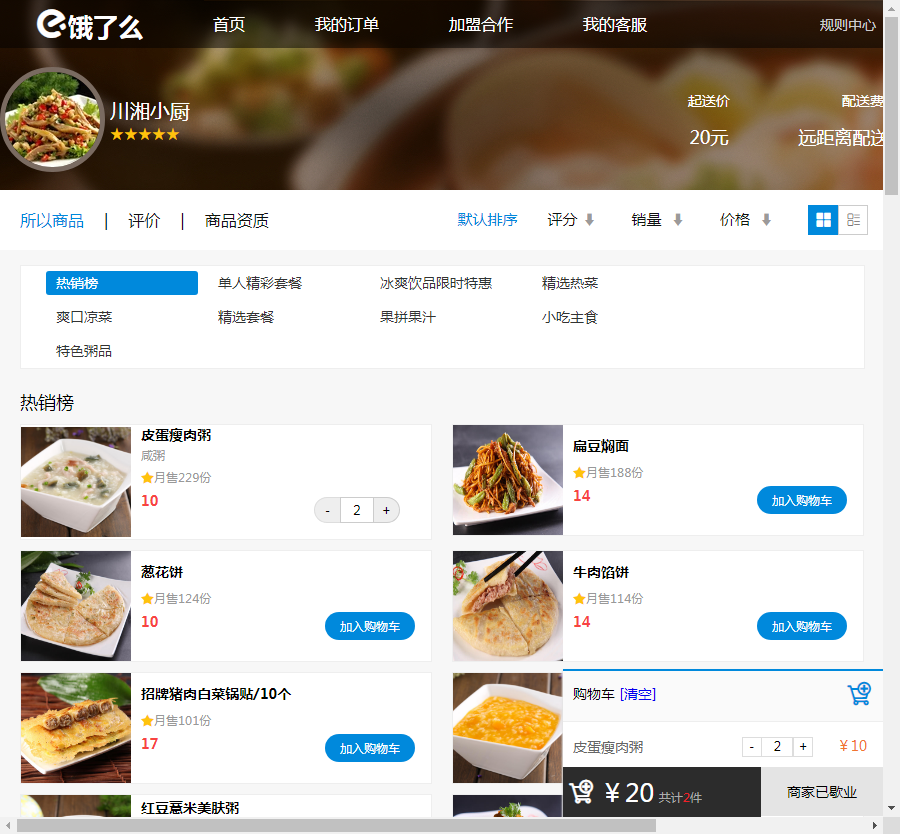 饿了么 首页 我的订单 加盟合作 我的客服 规则中心
川湘小厨
起送价 配送费
20元 远距离配送
所以商品 | 评价 | 商品资质 默认排序 评分 销量 价格
热销榜 单人精彩套餐 冰爽饮品限时特惠 精选热菜
爽口凉菜 精选套餐 果拼果汁 小吃主食
特色粥品
热销榜
皮蛋瘦肉粥
咸粥
月售229份
10
- 2 +
扁豆焖面
月售188份
14
加入购物车
葱花饼
月售124份
10
加入购物车
牛肉馅饼
月售114份
14
加入购物车
招牌猪肉白菜锅贴/10个
月售101份
17
加入购物车
红豆薏米美肤粥
购物车 [清空]
皮蛋瘦肉粥 - 2 + ￥10
￥20 共计2件 商家已歇业